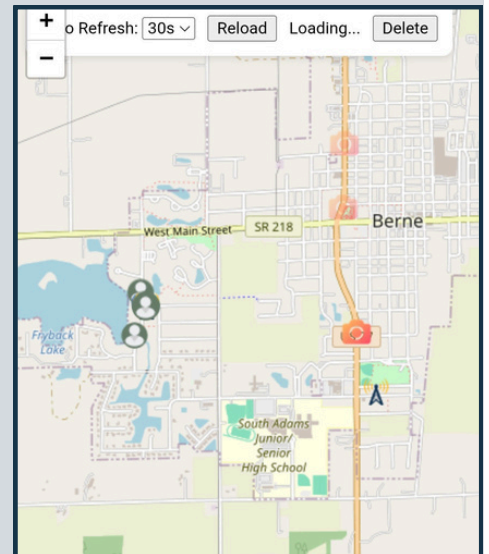 +
o Refresh: 30s Reload Loading... Delete
−
West Main Street
SR 218
Berne
Fryback
Lake
South Adams
Junior/
Senior
High School